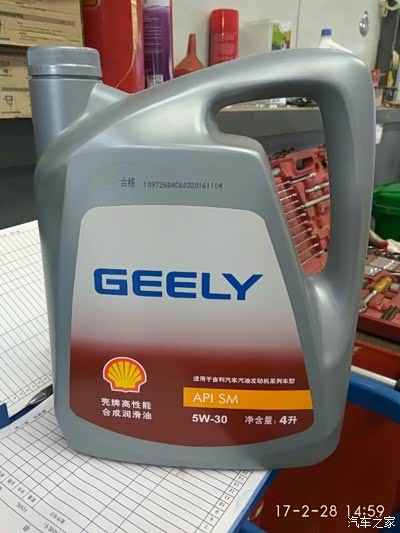 合格 10972604C60320161104
GEELY
适用于吉利汽车汽油发动机系列车型
API SM
壳牌高性能
合成润滑油
5W-30 净含量: 4升
17-2-28 14:59
汽车之家